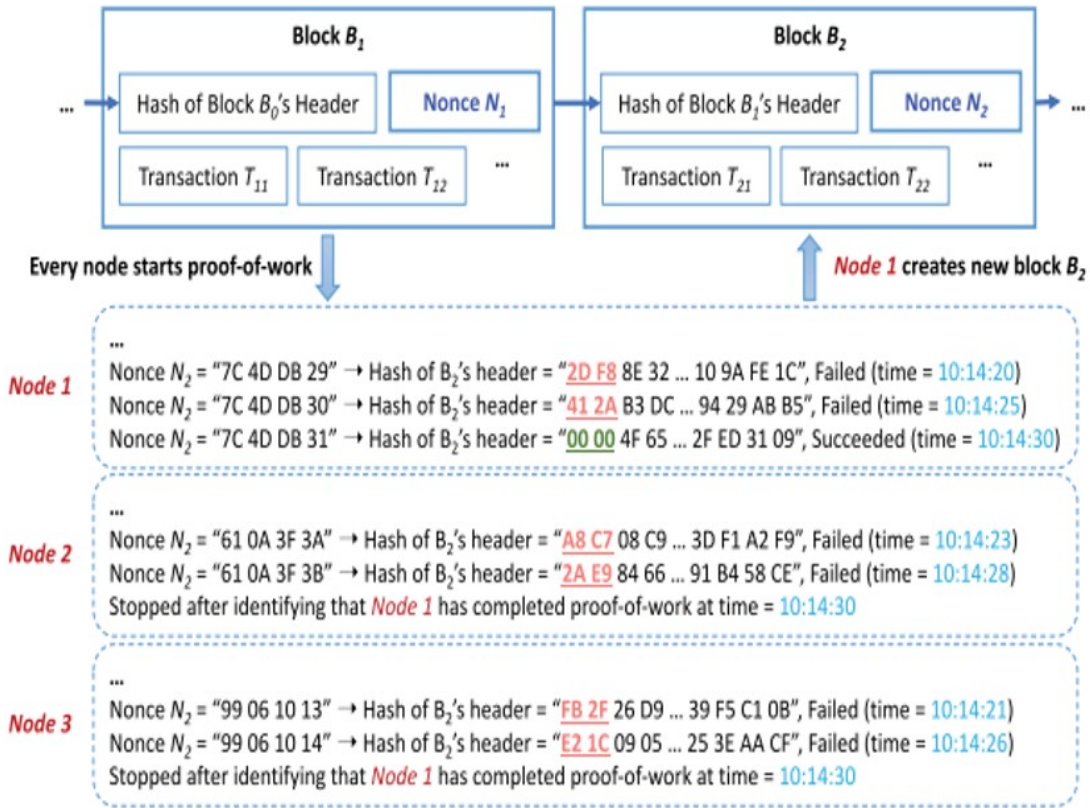 Block B1
Block B2
... Hash of Block B0's Header Nonce N1 Hash of Block B1's Header Nonce N2 ...
Transaction T11 Transaction T12 ... Transaction T21 Transaction T22 ...
Every node starts proof-of-work
Node 1 creates new block B2
Node 1
...
Nonce N2 = “7C 4D DB 29” → Hash of B2's header = “2D F8 8E 32 ... 10 9A FE 1C”, Failed (time = 10:14:20)
Nonce N2 = “7C 4D DB 30” → Hash of B2's header = “41 2A B3 DC ... 94 29 AB B5”, Failed (time = 10:14:25)
Nonce N2 = “7C 4D DB 31” → Hash of B2's header = “00 00 4F 65 ... 2F ED 31 09”, Succeeded (time = 10:14:30)
Node 2
...
Nonce N2 = “61 0A 3F 3A” → Hash of B2's header = “A8 C7 08 C9 ... 3D F1 A2 F9”, Failed (time = 10:14:23)
Nonce N2 = “61 0A 3F 3B” → Hash of B2's header = “2A E9 84 66 ... 91 B4 58 CE”, Failed (time = 10:14:28)
Stopped after identifying that Node 1 has completed proof-of-work at time = 10:14:30
Node 3
...
Nonce N2 = “99 06 10 13” → Hash of B2's header = “FB 2F 26 D9 ... 39 F5 C1 0B”, Failed (time = 10:14:21)
Nonce N2 = “99 06 10 14” → Hash of B2's header = “E2 1C 09 05 ... 25 3E AA CF”, Failed (time = 10:14:26)
Stopped after identifying that Node 1 has completed proof-of-work at time = 10:14:30